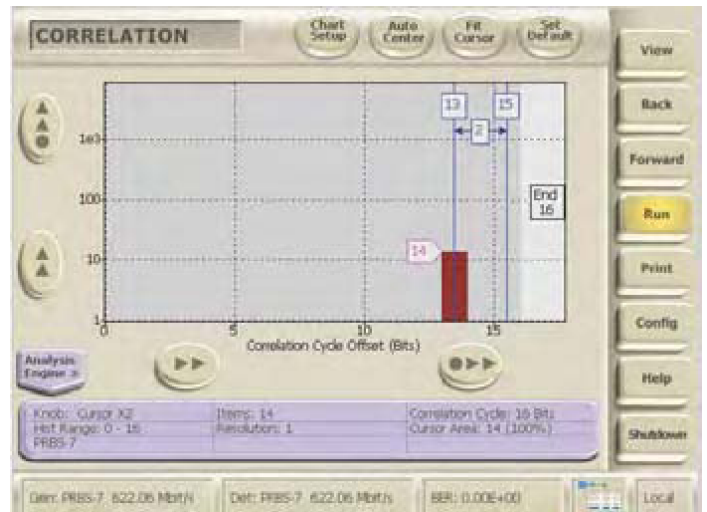 CORRELATION
Chart Setup
Auto Center
Fit Cursor
Set Default
View
Back
Forward
Run
Print
Config
Help
Shutdown
1e3
100
10
1
13
15
2
End 16
14
0
5
10
15
Correlation Cycle Offset (Bits)
Analysis Engine >
Knob: Cursor X2
Items: 14
Correlation Cycle: 16 Bits
Hist Range: 0 - 16
Resolution: 1
Cursor Area: 14 (100%)
PRBS-7
Gen: PRBS-7 622.06 Mbit/s
Det: PRBS-7 622.06 Mbit/s
BER: 0.00E+00
Local